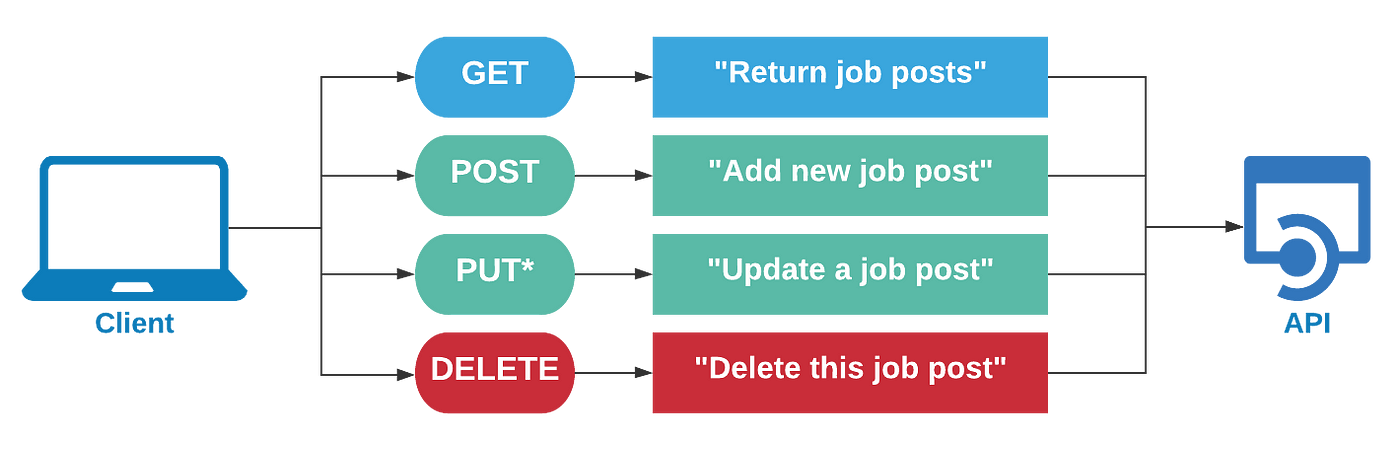 GET
"Return job posts"
POST
"Add new job post"
PUT*
"Update a job post"
DELETE
"Delete this job post"
Client
API